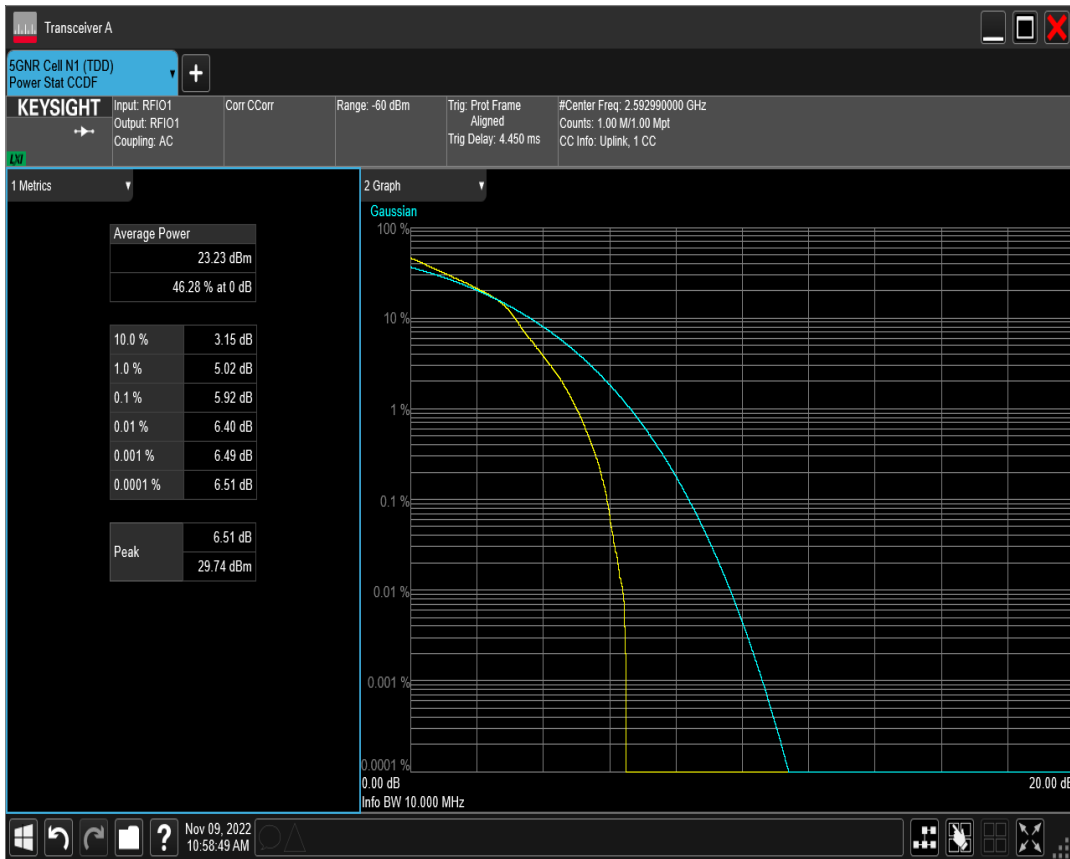 Transceiver A
5GNR Cell N1 (TDD)
Power Stat CCDF
+
KEYSIGHT
LXI
Input: RFIO1
Output: RFIO1
Coupling: AC
Corr CCorr
Range: -60 dBm
Trig: Prot Frame
Aligned
Trig Delay: 4.450 ms
#Center Freq: 2.592990000 GHz
Counts: 1.00 M/1.00 Mpt
CC Info: Uplink, 1 CC
1 Metrics
Average Power
23.23 dBm
46.28 % at 0 dB
10.0 % 3.15 dB
1.0 % 5.02 dB
0.1 % 5.92 dB
0.01 % 6.40 dB
0.001 % 6.49 dB
0.0001 % 6.51 dB
Peak
6.51 dB
29.74 dBm
2 Graph
Gaussian
100 %
10 %
1 %
0.1 %
0.01 %
0.001 %
0.0001 %
0.00 dB 20.00 dB
Info BW 10.000 MHz
?
Nov 09, 2022
10:58:49 AM